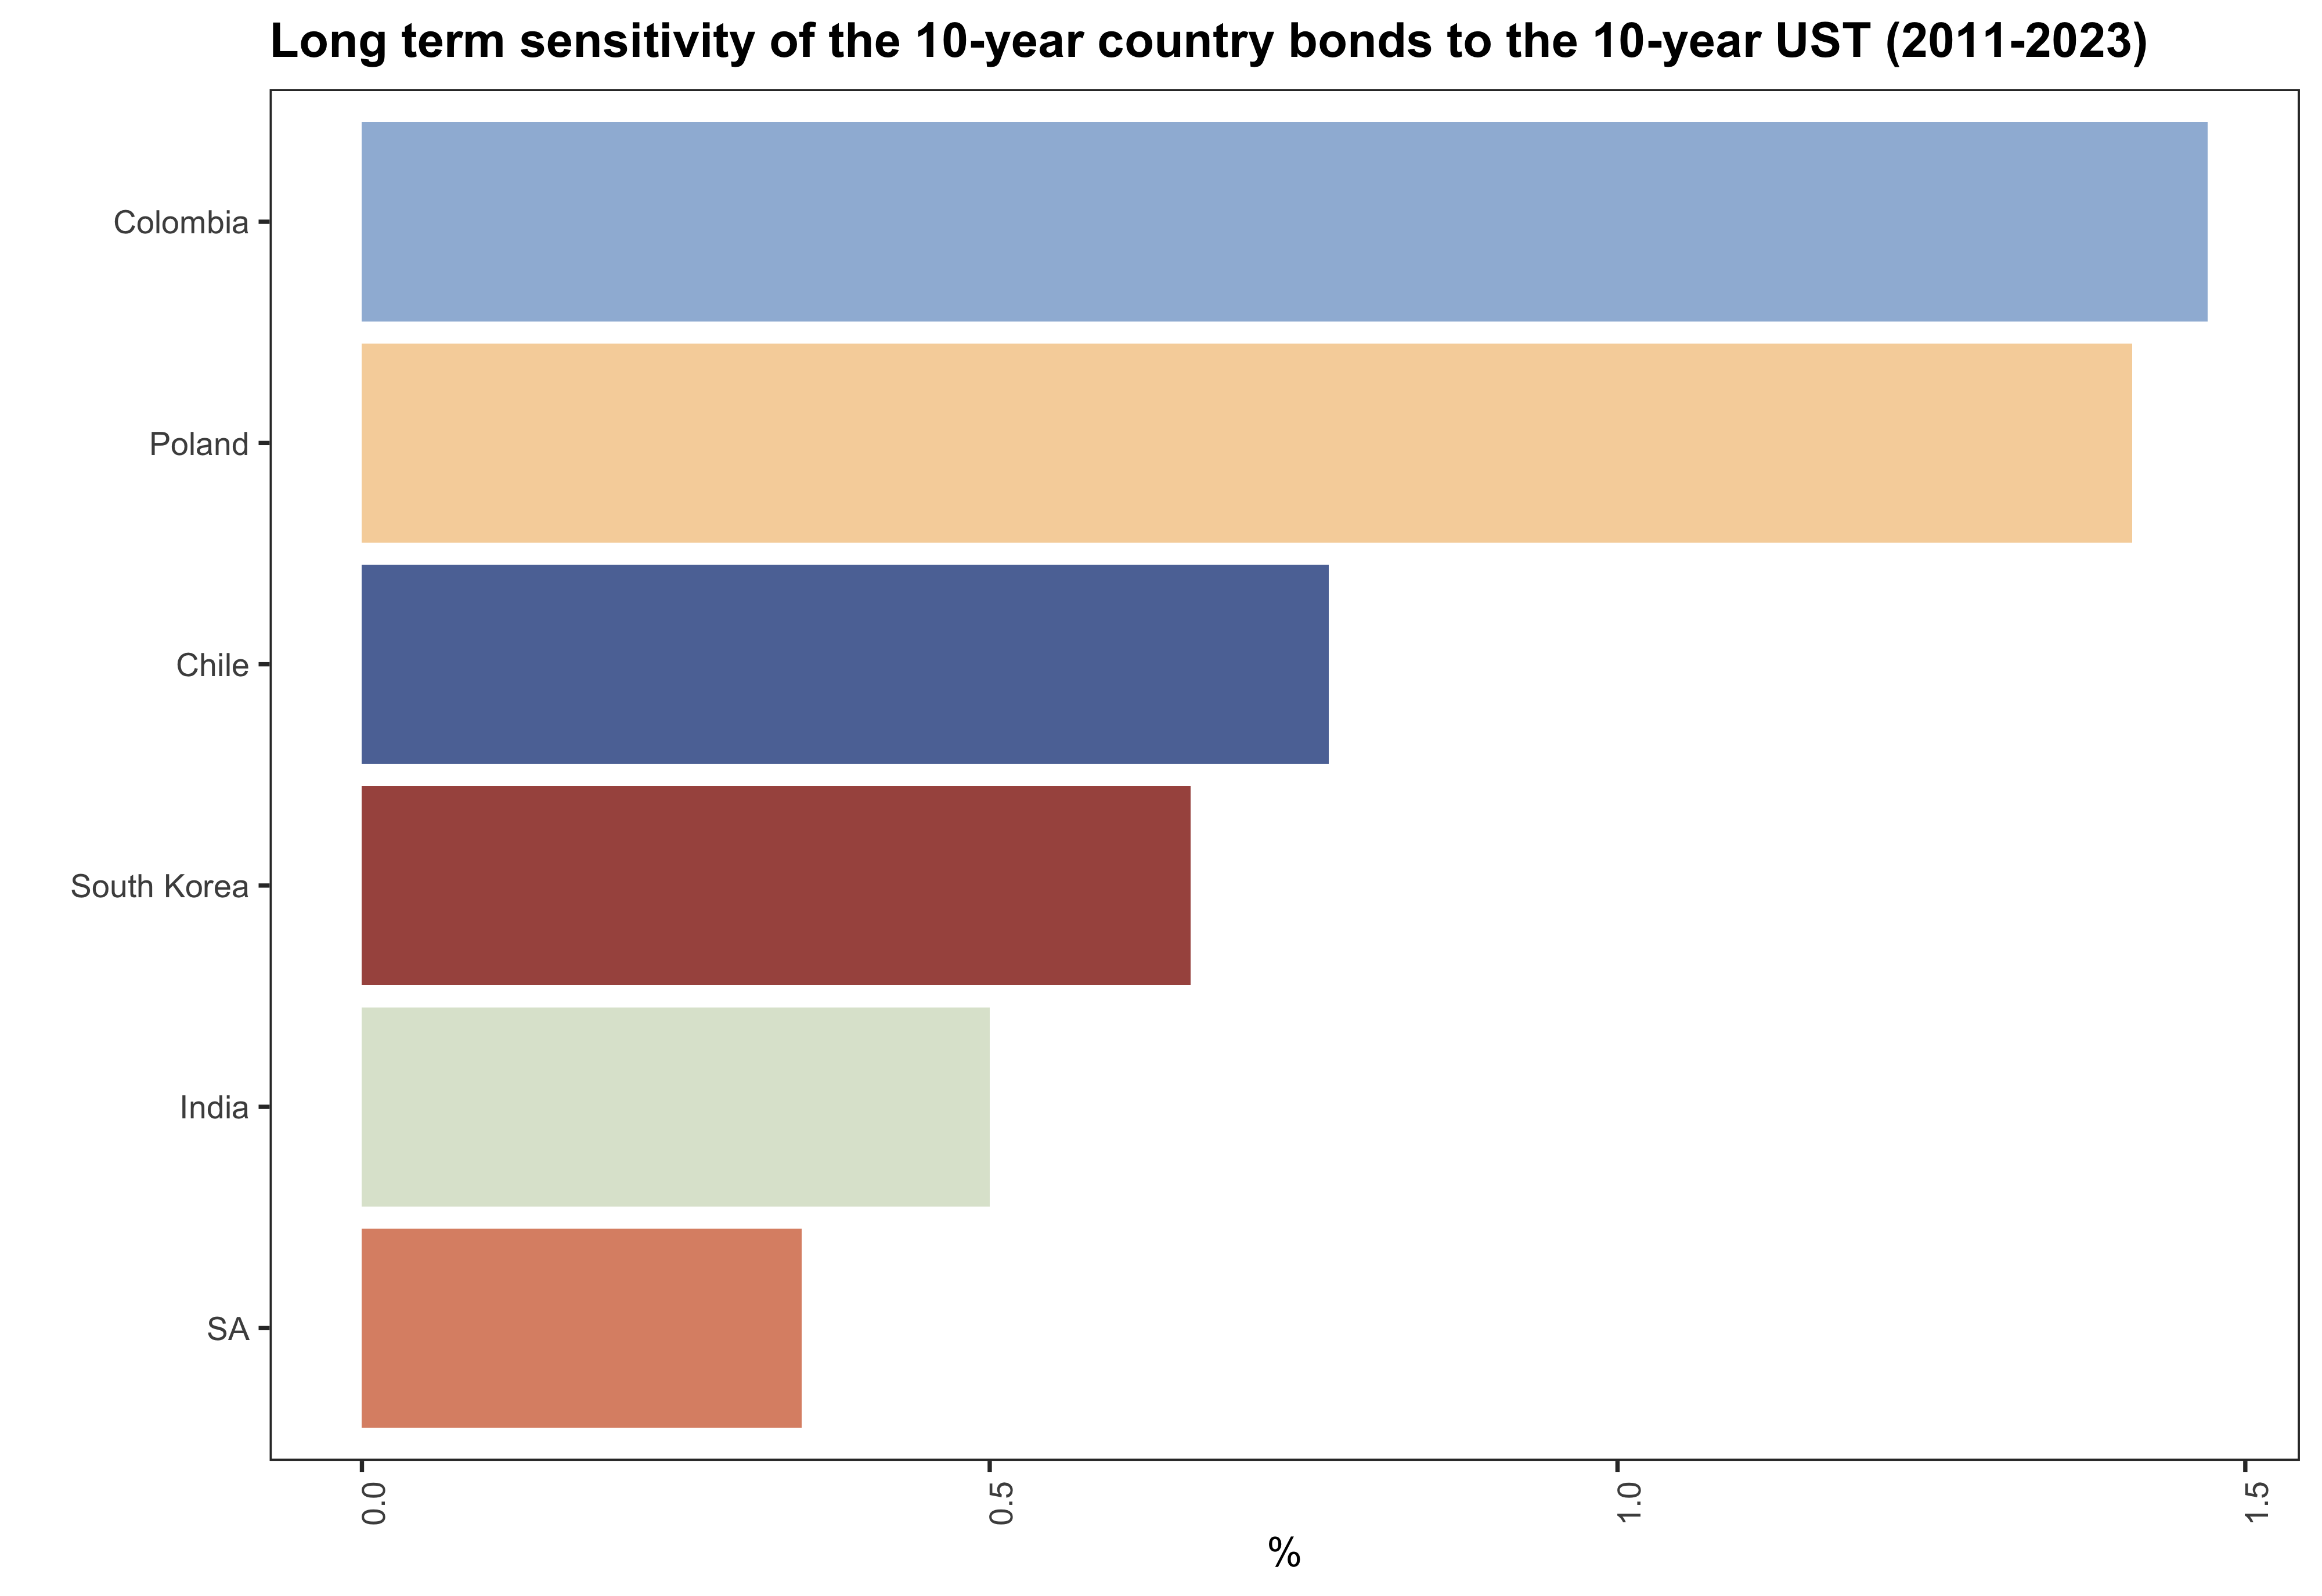 Long term sensitivity of the 10-year country bonds to the 10-year UST (2011-2023)
Colombia
Poland
Chile
South Korea
India
SA
0.0
0.5
1.0
1.5
%